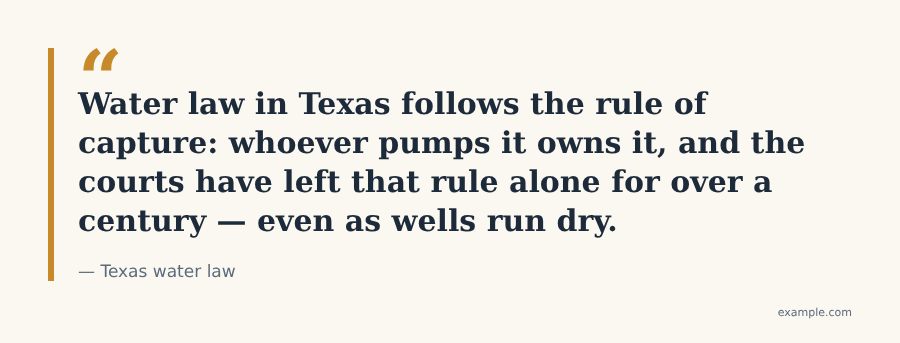 “
Water law in Texas follows the rule of
capture: whoever pumps it owns it, and the
courts have left that rule alone for over a
century — even as wells run dry.
— Texas water law
example.com